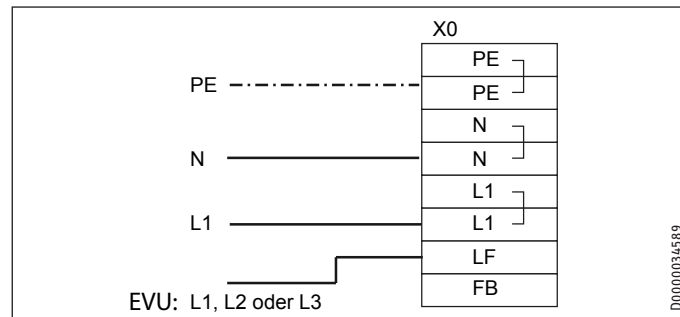 X0
PE
PE
PE
N
N
N
L1
L1
L1
LF
FB
EVU: L1, L2 oder L3
D0000034589